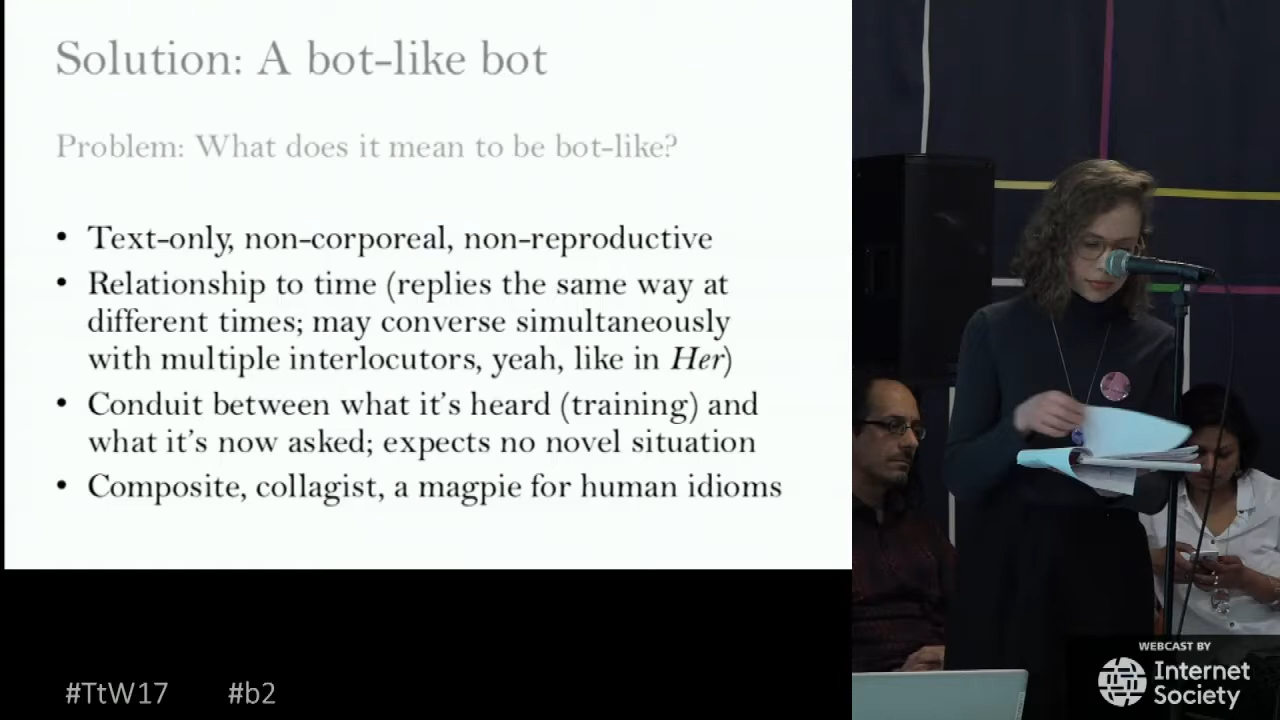 Solution: A bot-like bot
Problem: What does it mean to be bot-like?
• Text-only, non-corporeal, non-reproductive
• Relationship to time (replies the same way at
different times; may converse simultaneously
with multiple interlocutors, yeah, like in Her)
• Conduit between what it's heard (training) and
what it's now asked; expects no novel situation
• Composite, collagist, a magpie for human idioms
#TtW17 #b2
WEBCAST BY
Internet
Society